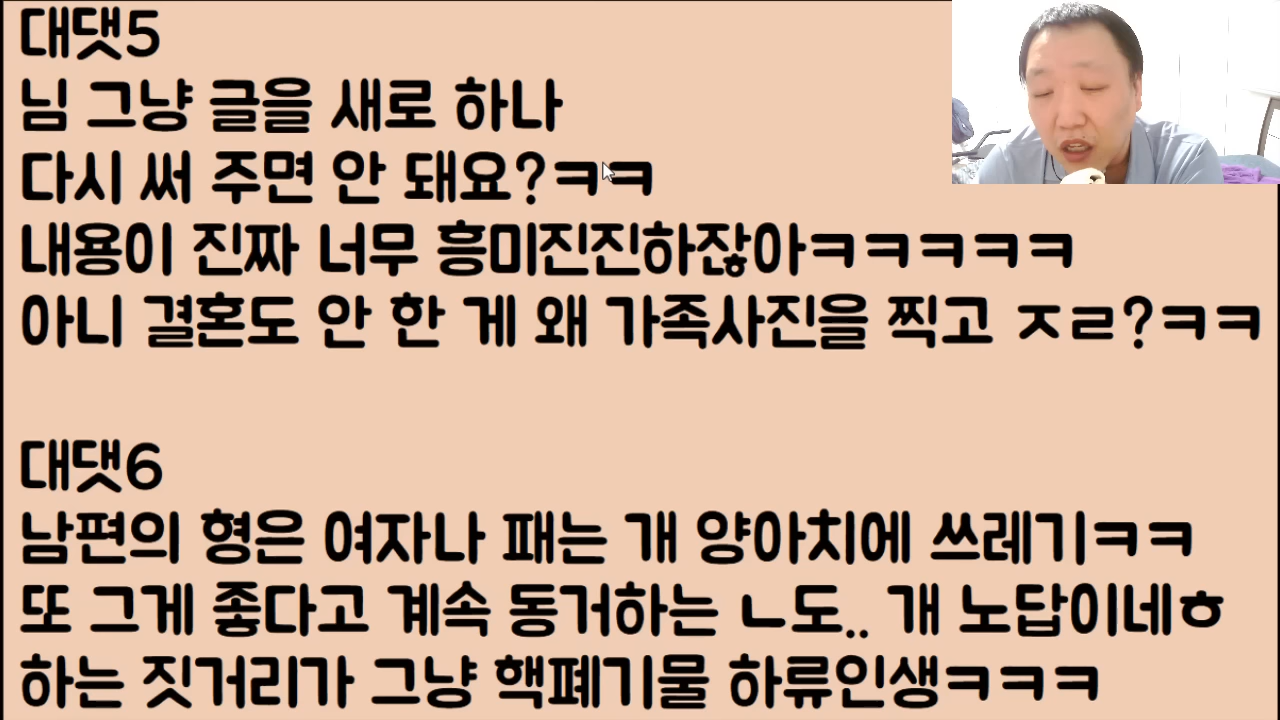 대댓5
님 그냥 글을 새로 하나
다시 써 주면 안 돼요?ㅋㅋ
내용이 진짜 너무 흥미진진하잖아ㅋㅋㅋㅋㅋ
아니 결혼도 안 한 게 왜 가족사진을 찍고 ㅈㄹ?ㅋㅋ
대댓6
남편의 형은 여자나 패는 개 양아치에 쓰레기ㅋㅋ
또 그게 좋다고 계속 동거하는 ㄴ도.. 개 노답이네ㅎ
하는 짓거리가 그냥 핵폐기물 하류인생ㅋㅋㅋ